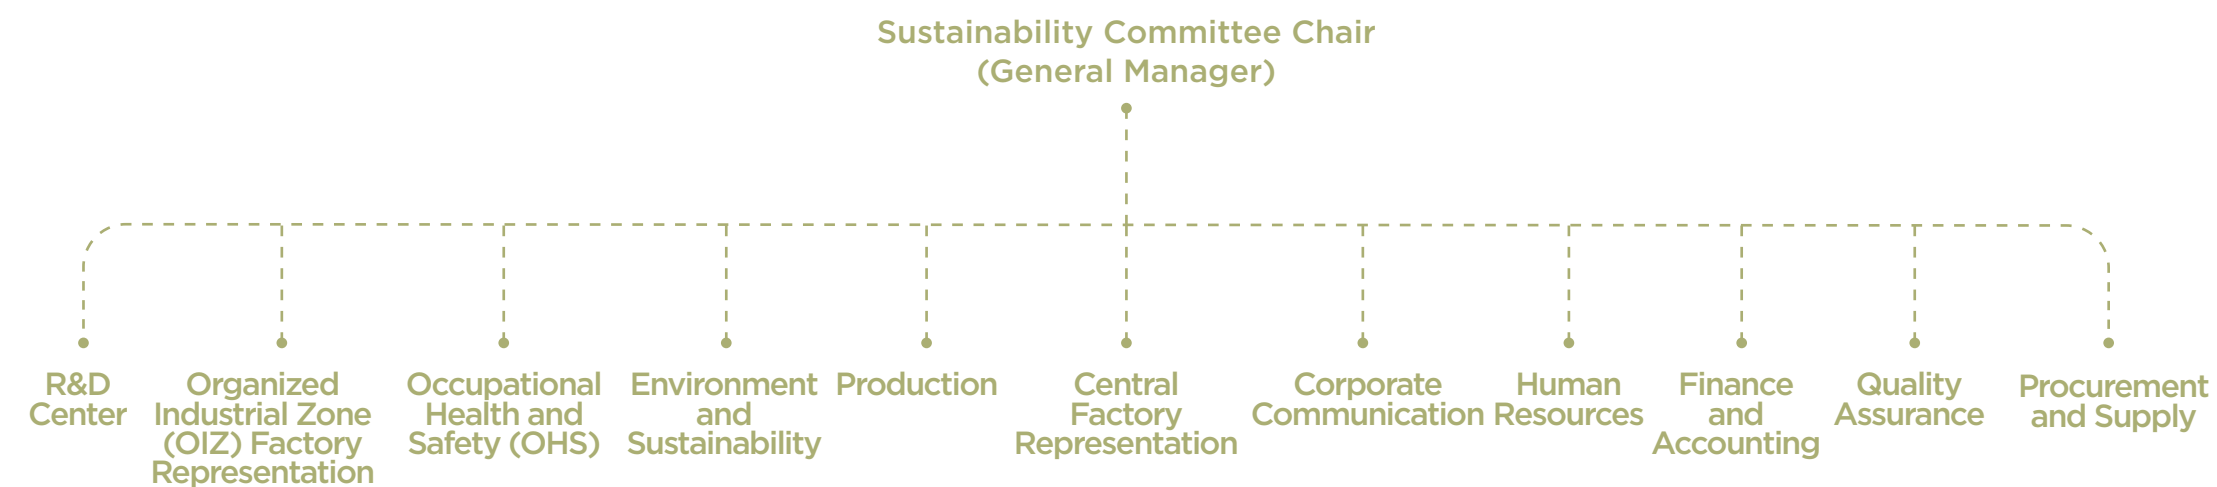 Sustainability Committee Chair
(General Manager)
R&D
Center
Organized
Industrial Zone
(OIZ) Factory
Representation
Occupational
Health and
Safety (OHS)
Environment
and
Sustainability
Production
Central
Factory
Representation
Corporate
Communication
Human
Resources
Finance
and
Accounting
Quality
Assurance
Procurement
and Supply